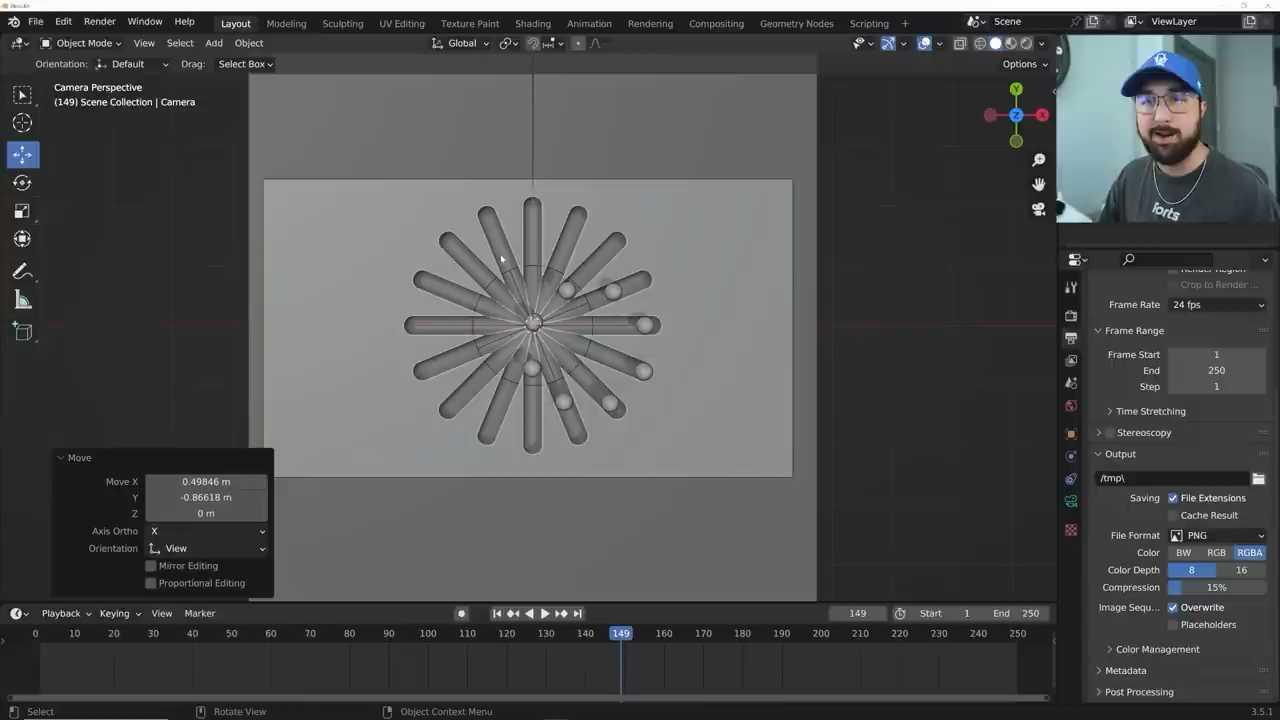 File Edit Render Window Help Layout Modeling Sculpting UV Editing Texture Paint Shading Animation Rendering Compositing Geometry Nodes Scripting + Scene ViewLayer
Object Mode View Select Add Object Global
Orientation: Default Drag: Select Box Options
Camera Perspective
(149) Scene Collection | Camera
Y
Z
X
Crop to Render ...
Frame Rate 24 fps
Frame Range
Frame Start 1
End 250
Step 1
Time Stretching
Stereoscopy
Output
/tmp\
Saving File Extensions
Cache Result
File Format PNG
Color BW RGB RGBA
Color Depth 8 16
Compression 15%
Image Sequ... Overwrite
Placeholders
Color Management
Metadata
Post Processing
Move
Move X 0.49846 m
Y -0.86618 m
Z 0 m
Axis Ortho X
Orientation View
Mirror Editing
Proportional Editing
Playback Keying View Marker 149 Start 1 End 250
0 10 20 30 40 50 60 70 80 90 100 110 120 130 140 149 160 170 180 190 200 210 220 230 240 250
Select Rotate View Object Context Menu 3.5.1